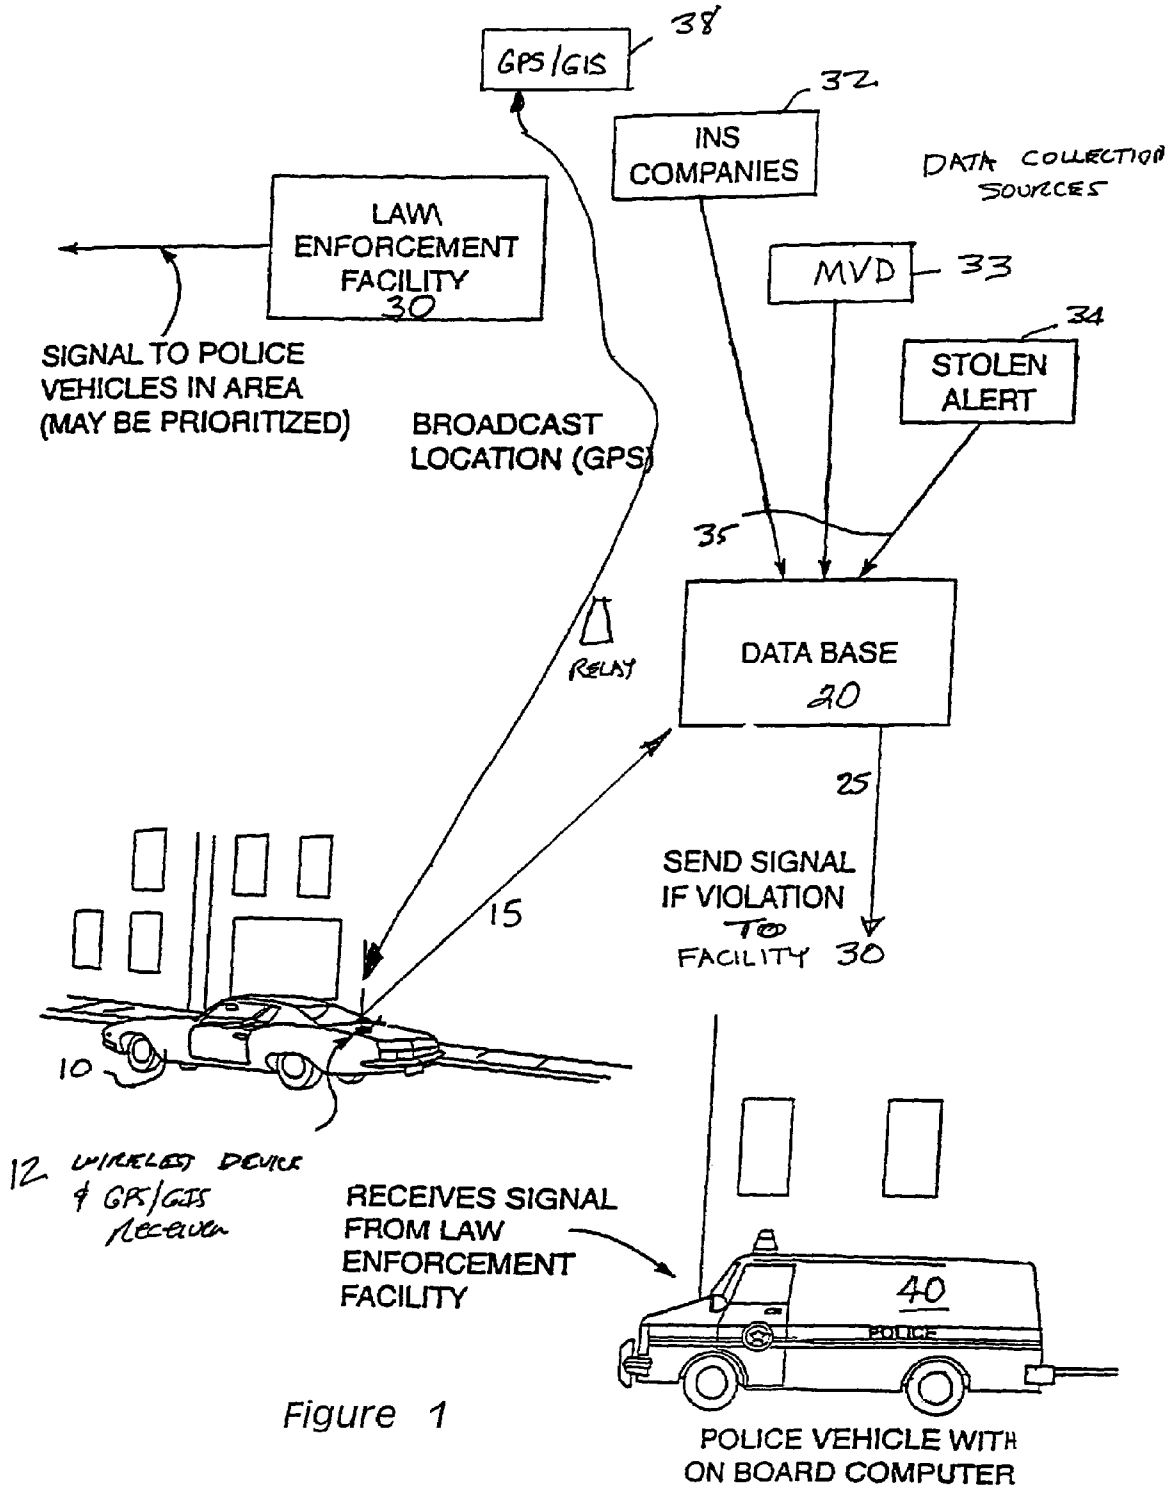 38
GPS/GIS
32
INS
COMPANIES
DATA COLLECTION
SOURCES
LAW\
ENFORCEMENT
FACILITY
30
MVD
33
34
STOLEN
ALERT
SIGNAL TO POLICE
VEHICLES IN AREA
(MAY BE PRIORITIZED)
BROADCAST
LOCATION (GPS)
35
RELAY
DATA BASE
20
25
SEND SIGNAL
IF VIOLATION
TO
FACILITY 30
15
10
12 WIRELESS DEVICE
& GPS/GIS
RECEIVER
RECEIVES SIGNAL
FROM LAW
ENFORCEMENT
FACILITY
40
POLICE
Figure 1
POLICE VEHICLE WITH
ON BOARD COMPUTER